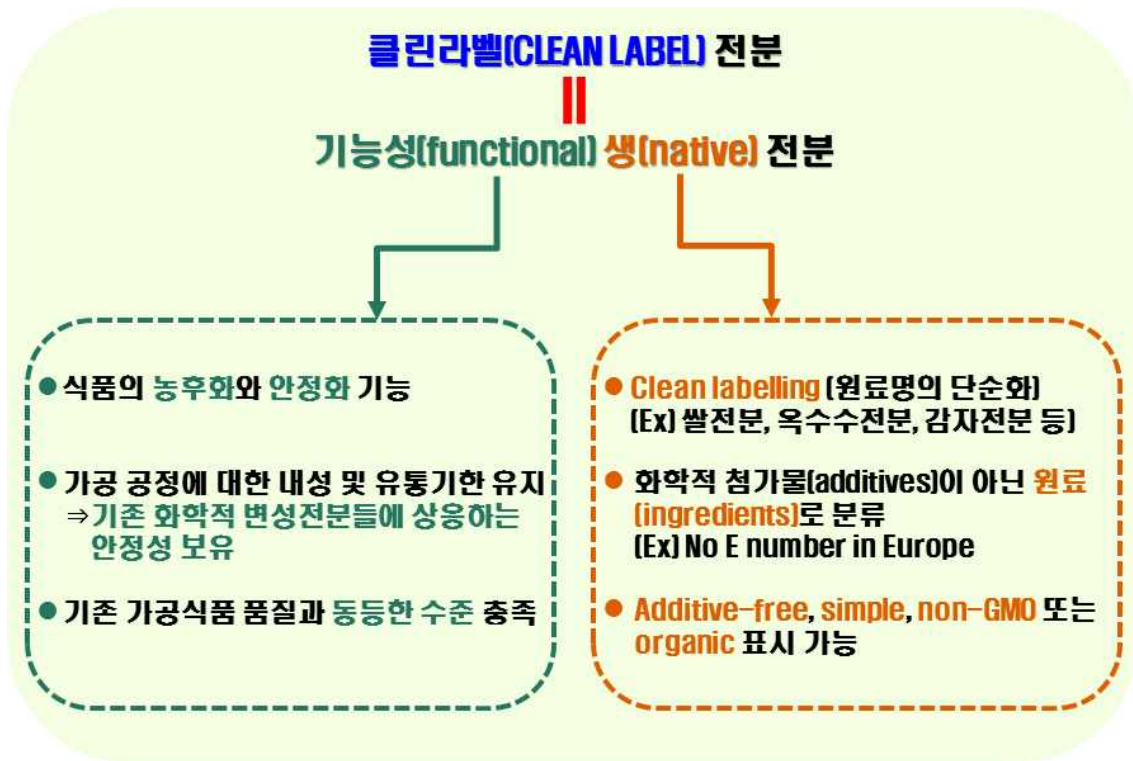 클린라벨(CLEAN LABEL) 전분
기능성(functional) 생(native) 전분
● 식품의 농후화와 안정화 기능
● 가공 공정에 대한 내성 및 유통기한 유지
⇒기존 화학적 변성전분들에 상응하는
안정성 보유
● 기존 가공식품 품질과 동등한 수준 충족
● Clean labelling (원료명의 단순화)
(Ex) 쌀전분, 옥수수전분, 감자전분 등)
● 화학적 첨가물(additives)이 아닌 원료
(ingredients)로 분류
(Ex) No E number in Europe
● Additive-free, simple, non-GMO 또는
organic 표시 가능